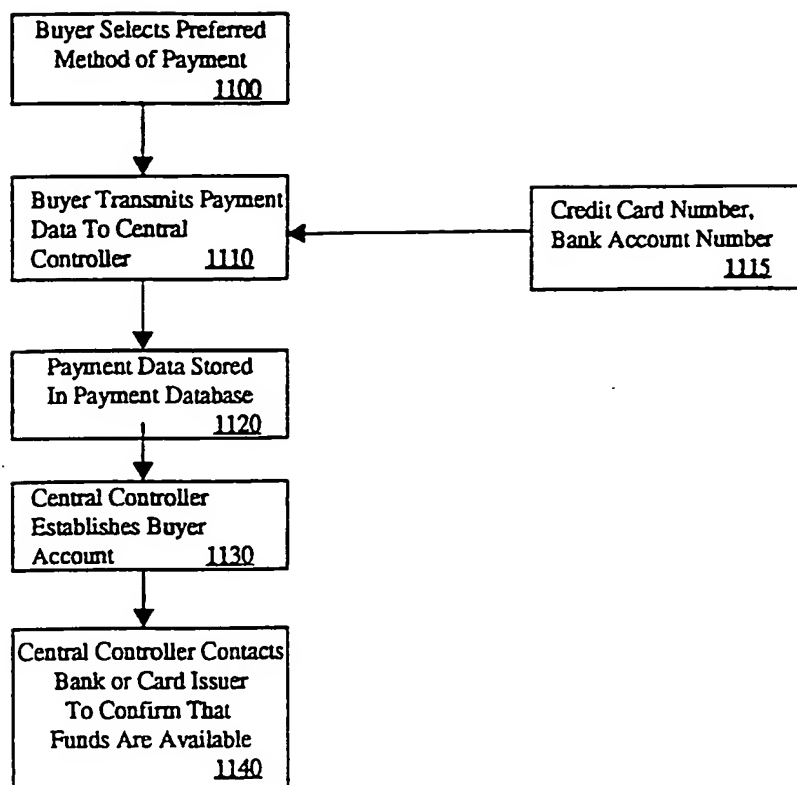 Buyer Selects Preferred
Method of Payment
1100
Buyer Transmits Payment
Data To Central
Controller 1110
Credit Card Number,
Bank Account Number
1115
Payment Data Stored
In Payment Database
1120
Central Controller
Establishes Buyer
Account 1130
Central Controller Contacts
Bank or Card Issuer
To Confirm That
Funds Are Available
1140